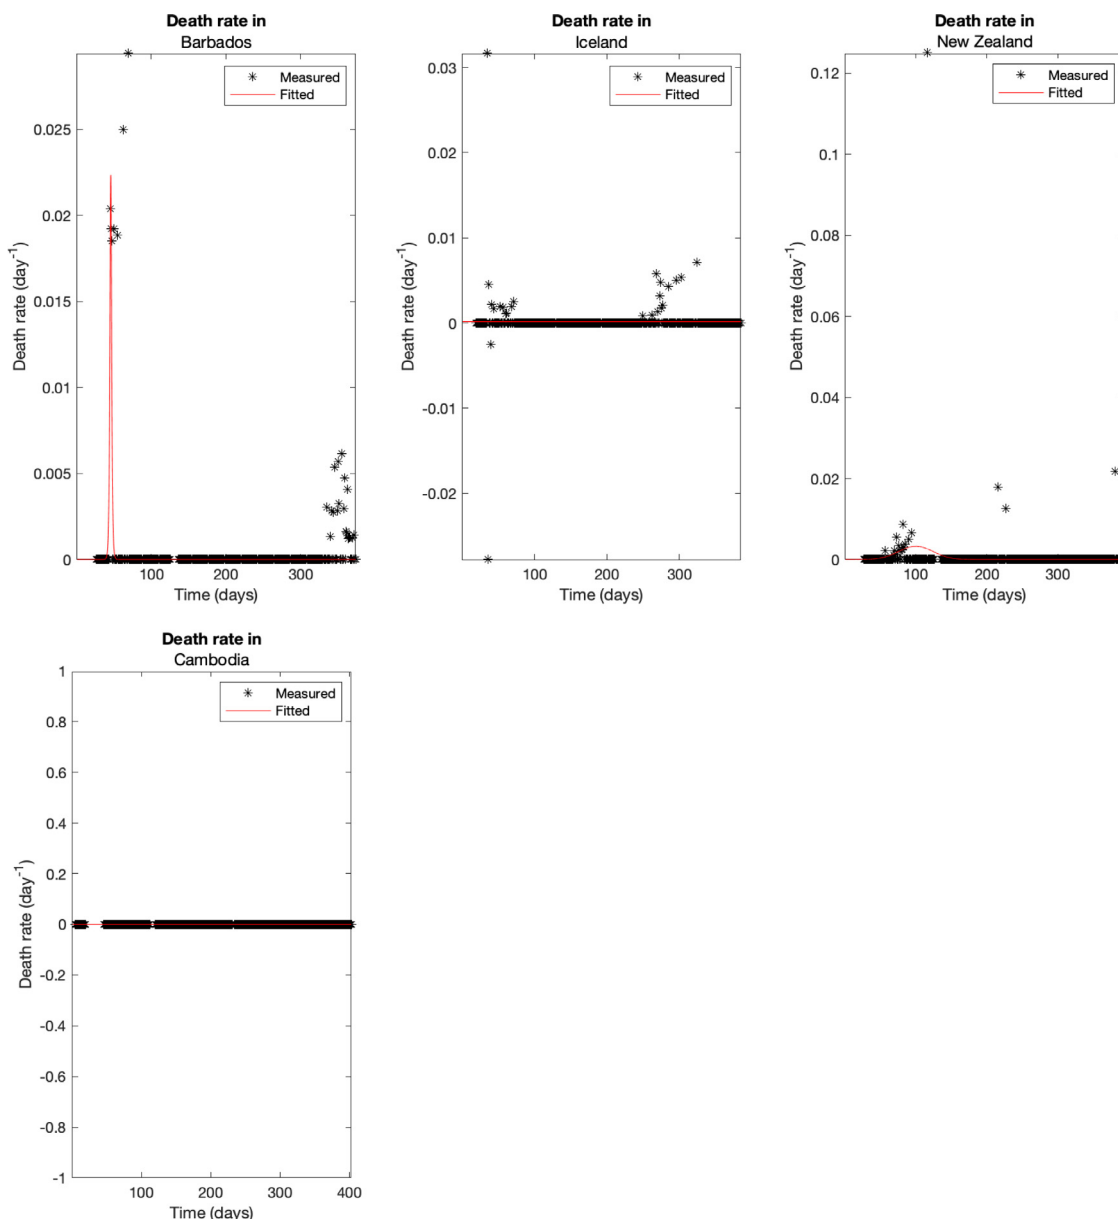 Death rate in
Barbados
Measured
Fitted
0.025
0.02
0.015
0.01
0.005
0
Death rate (day-1)
100
200
300
Time (days)
Death rate in
Iceland
Measured
Fitted
0.03
0.02
0.01
0
-0.01
-0.02
Death rate (day-1)
100
200
300
Time (days)
Death rate in
New Zealand
Measured
Fitted
0.12
0.1
0.08
0.06
0.04
0.02
0
Death rate (day-1)
100
200
300
Time (days)
Death rate in
Cambodia
Measured
Fitted
1
0.8
0.6
0.4
0.2
0
-0.2
-0.4
-0.6
-0.8
-1
Death rate (day-1)
100
200
300
400
Time (days)